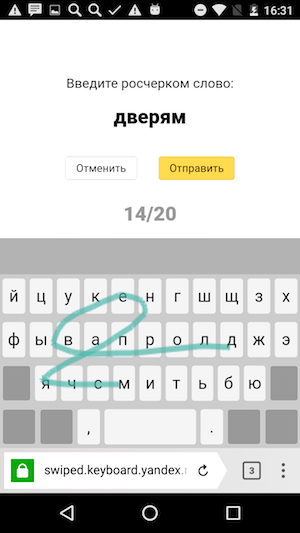 16:31
Введите росчерком слово:
дверям
Отменить Отправить
14/20
й ц у к е н г ш щ з х
ф ы в а п р о л д ж э
я ч с м и т ь б ю
, .
swiped.keyboard.yandex.r 3